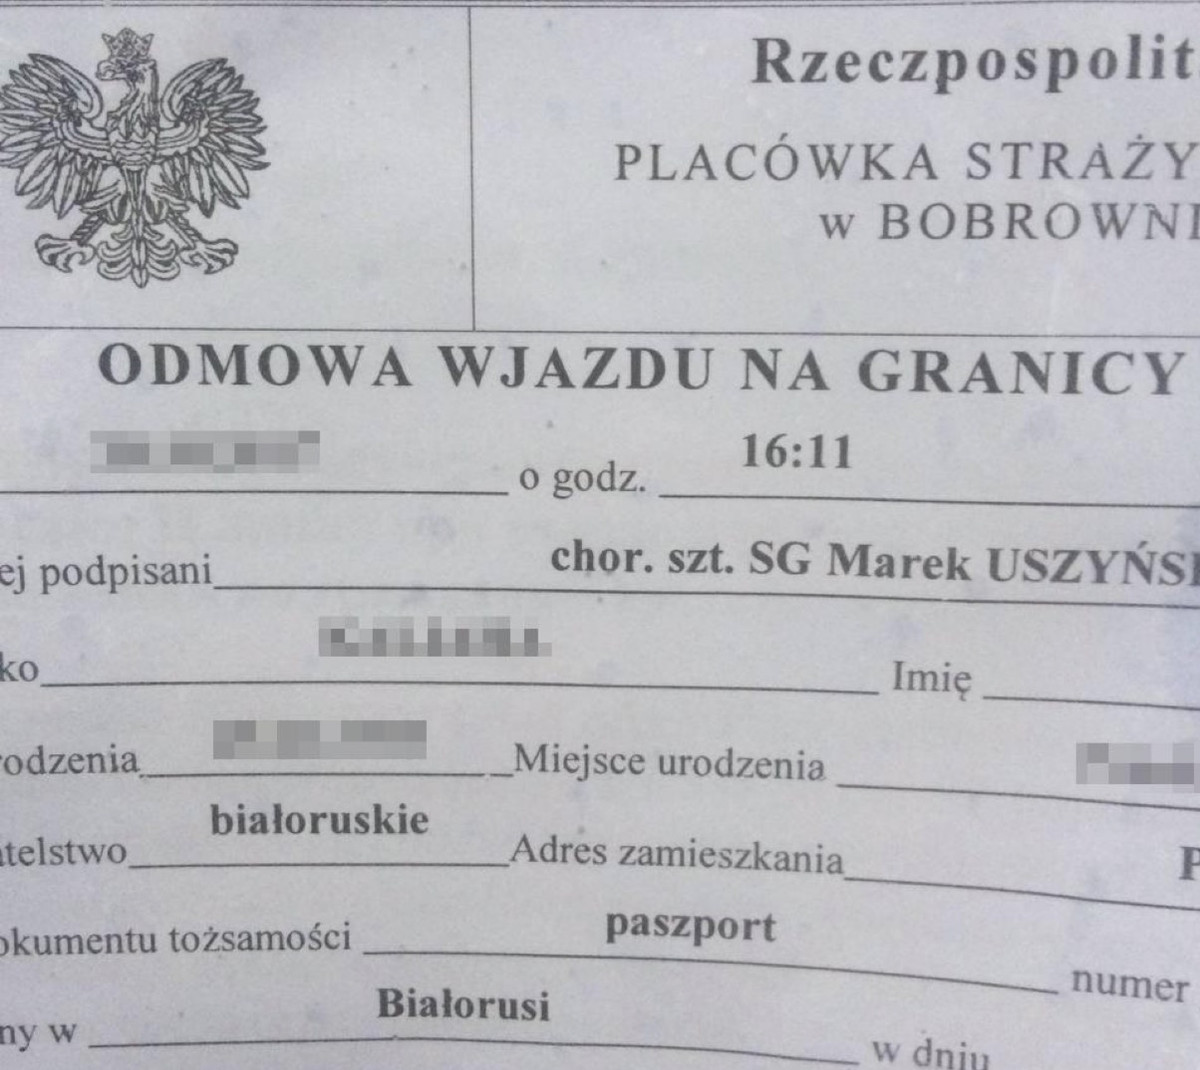 Rzeczpospolit
PLACÓWKA STRAŻY
w BOBROWNI
ODMOWA WJAZDU NA GRANICY
o godz. 16:11
ej podpisani chor. szt. SG Marek USZYŃSK
ko Imię
rodzenia Miejsce urodzenia
białoruskie
atelstwo Adres zamieszkania P
okumentu tożsamości paszport numer
ny w Białorusi w dniu